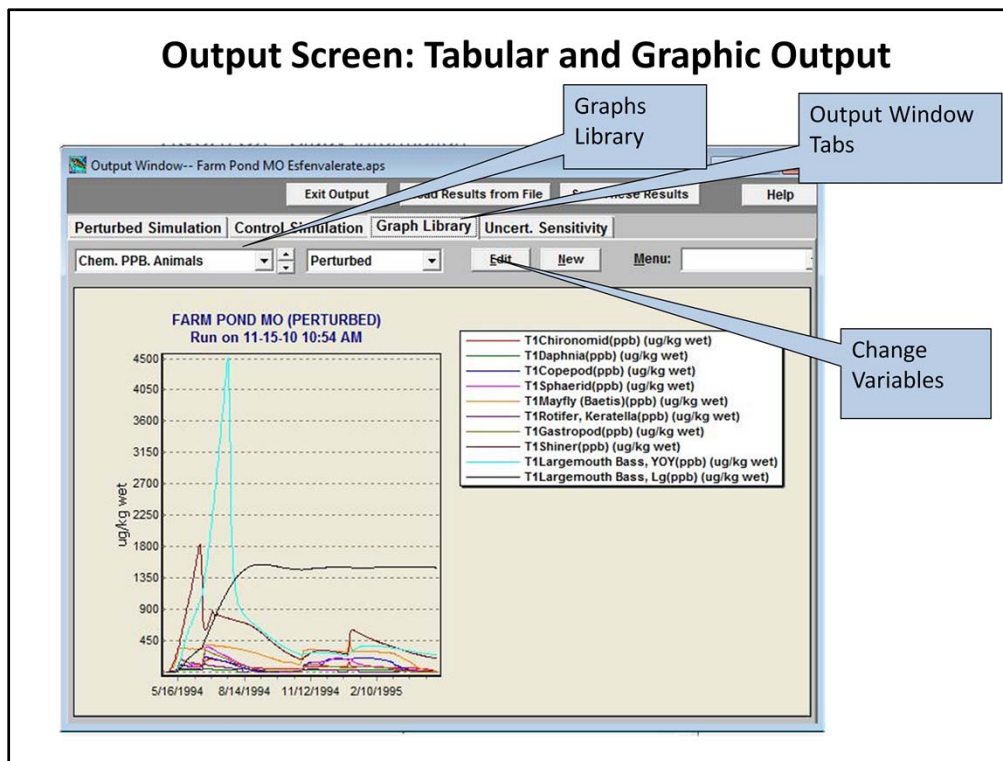 Output Screen: Tabular and Graphic Output
Graphs
Library
Output Window
Tabs
Output Window-- Farm Pond MO Esfenvalerate.aps
Exit Output
Results from File
Results
Help
Perturbed Simulation
Control Simulation
Graph Library
Uncert. Sensitivity
Chem. PPB. Animals
Perturbed
Edit
New
Menu:
Change
Variables
FARM POND MO (PERTURBED)
Run on 11-15-10 10:54 AM
T1Chironomid(ppb) (ug/kg wet)
T1Daphnia(ppb) (ug/kg wet)
T1Copepod(ppb) (ug/kg wet)
T1Sphaerid(ppb) (ug/kg wet)
T1Mayfly (Baetis)(ppb) (ug/kg wet)
T1Rotifer, Keratella(ppb) (ug/kg wet)
T1Gastropod(ppb) (ug/kg wet)
T1Shiner(ppb) (ug/kg wet)
T1Largemouth Bass, YOY(ppb) (ug/kg wet)
T1Largemouth Bass, Lg(ppb) (ug/kg wet)
ug/kg wet
4500
4050
3600
3150
2700
2250
1800
1350
900
450
5/16/1994 8/14/1994 11/12/1994 2/10/1995